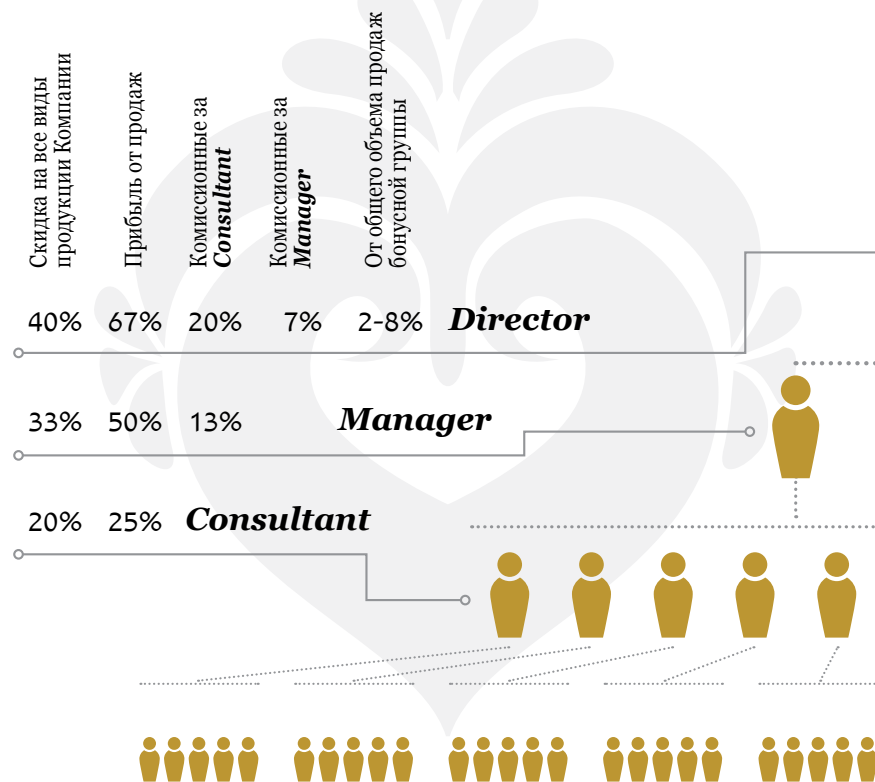 Скидка на все виды
продукции Компании
Прибыль от продаж
Комиссионные за
Consultant
Комиссионные за
Manager
От общего объема продаж
бонусной группы
40% 67% 20% 7% 2-8% Director
33% 50% 13% Manager
20% 25% Consultant